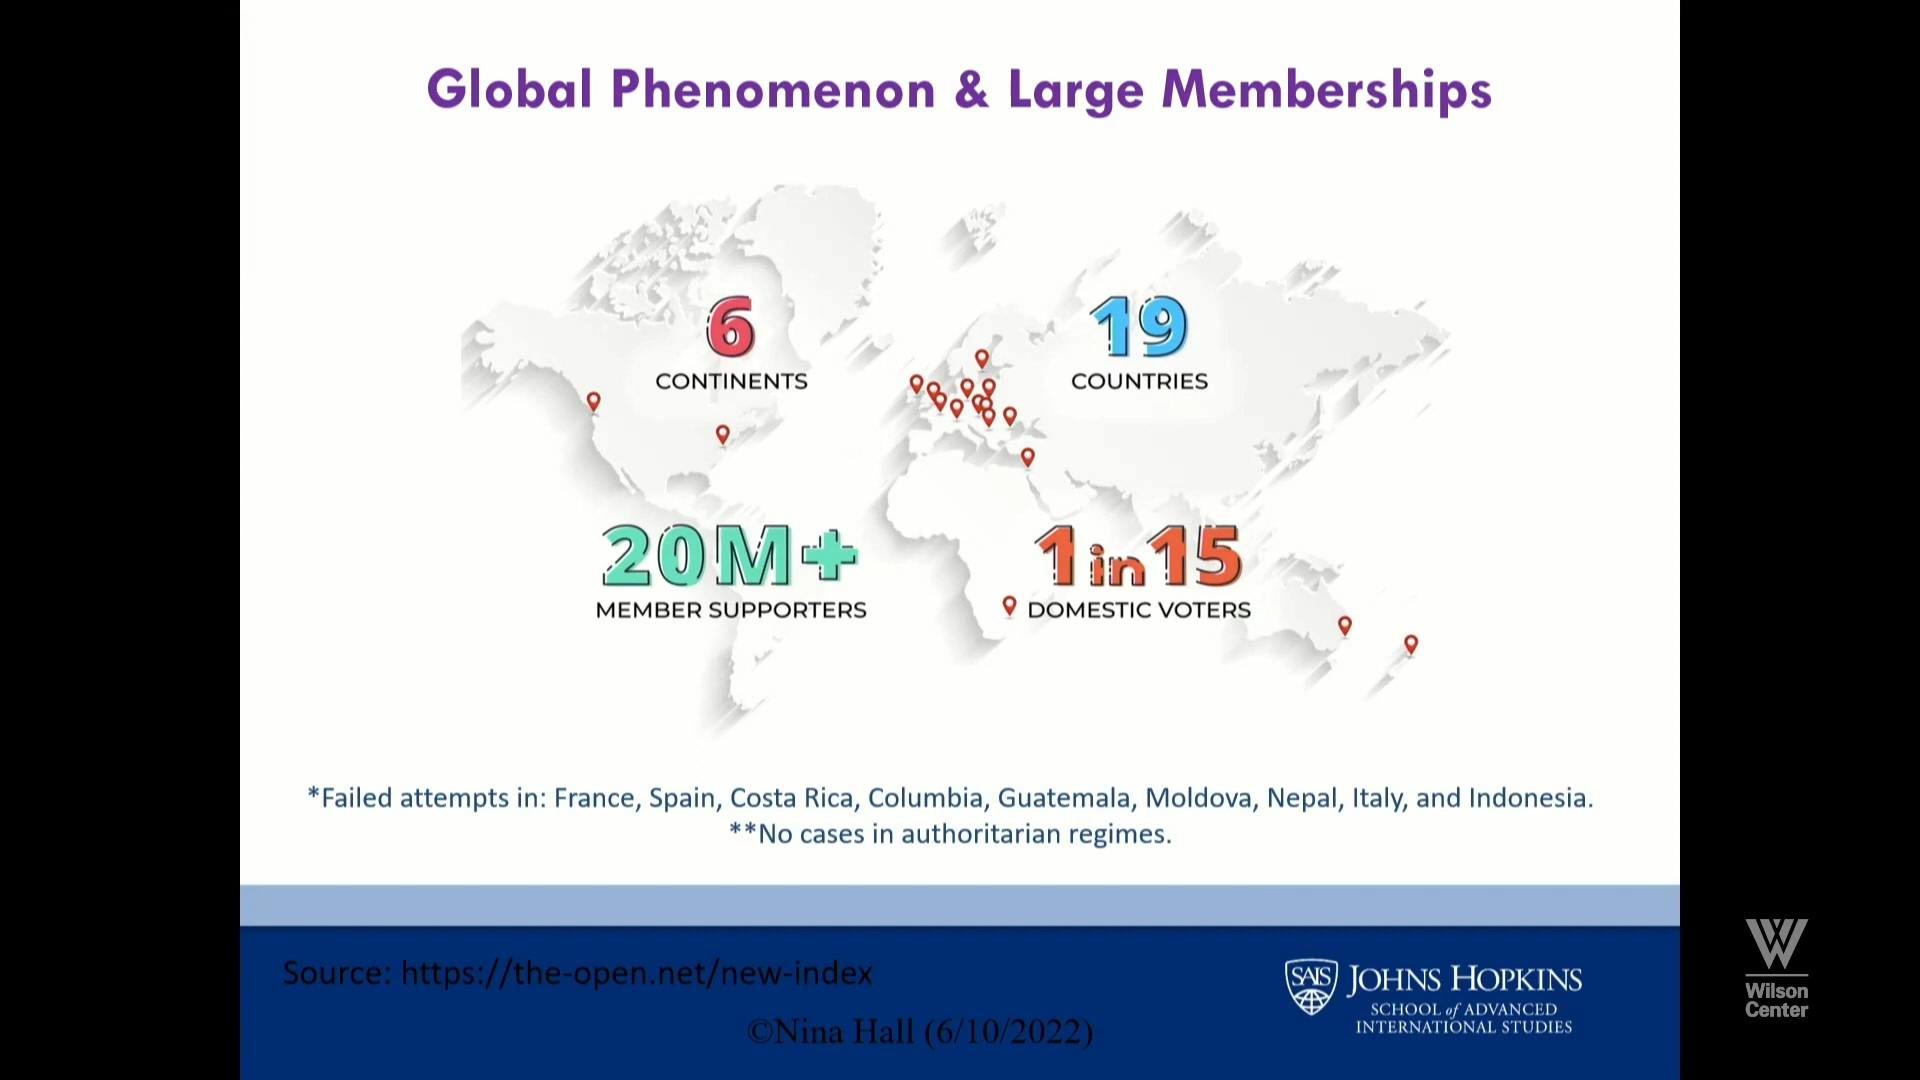 Global Phenomenon & Large Memberships
6
CONTINENTS
19
COUNTRIES
20M+
MEMBER SUPPORTERS
1 in 15
DOMESTIC VOTERS
*Failed attempts in: France, Spain, Costa Rica, Columbia, Guatemala, Moldova, Nepal, Italy, and Indonesia.
**No cases in authoritarian regimes.
Source: https://the-open.net/new-index
©Nina Hall (6/10/2022)
SAIS
JOHNS HOPKINS
SCHOOL of ADVANCED
INTERNATIONAL STUDIES
W
Wilson
Center